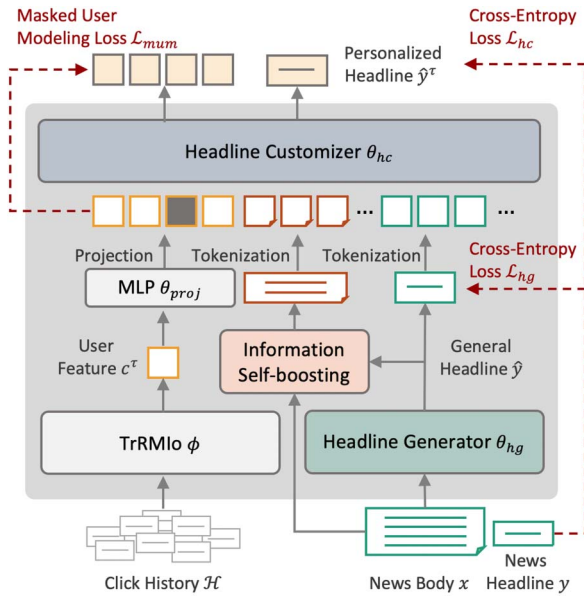 Masked User
Modeling Loss ℒ_mum
Personalized
Headline ŷ^τ
Cross-Entropy
Loss ℒ_hc
Headline Customizer θ_hc
... ...
Projection Tokenization Tokenization
MLP θ_proj
Cross-Entropy
Loss ℒ_hg
User
Feature c^τ
Information
Self-boosting
General
Headline ŷ
TrRMIo ϕ
Headline Generator θ_hg
Click History ℋ
News Body x
News
Headline y